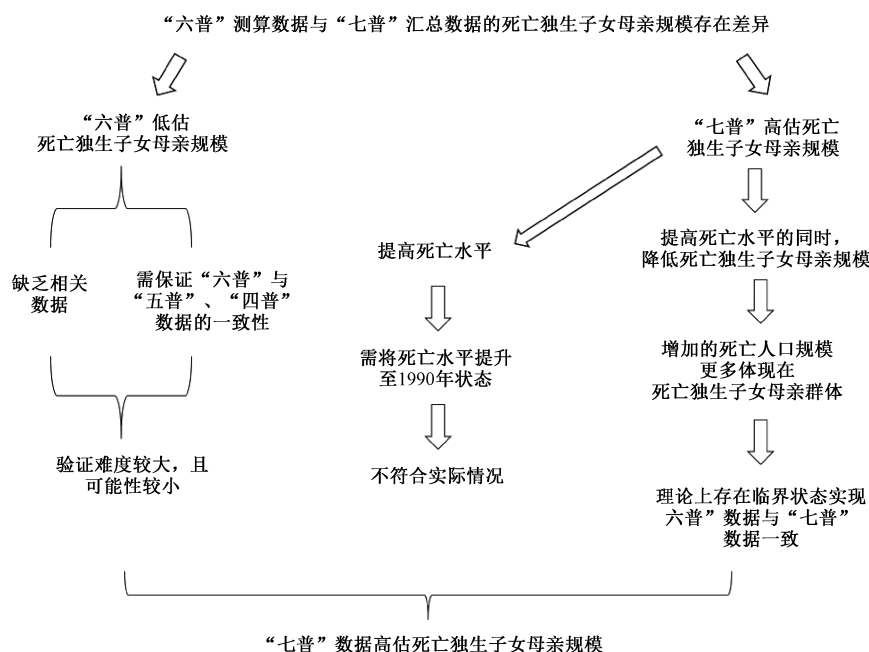 “六普”测算数据与“七普”汇总数据的死亡独生子女母亲规模存在差异
“六普”低估
死亡独生子女母亲规模
“七普”高估死亡
独生子女母亲规模
缺乏相关
数据
需保证“六普”与
“五普”、“四普”
数据的一致性
提高死亡水平
提高死亡水平的同时，
降低死亡独生子女母亲规模
需将死亡水平提升
至1990年状态
增加的死亡人口规模
更多体现在
死亡独生子女母亲群体
验证难度较大，且
可能性较小
不符合实际情况
理论上存在临界状态实现
六普”数据与“七普”
数据一致
“七普”数据高估死亡独生子女母亲规模